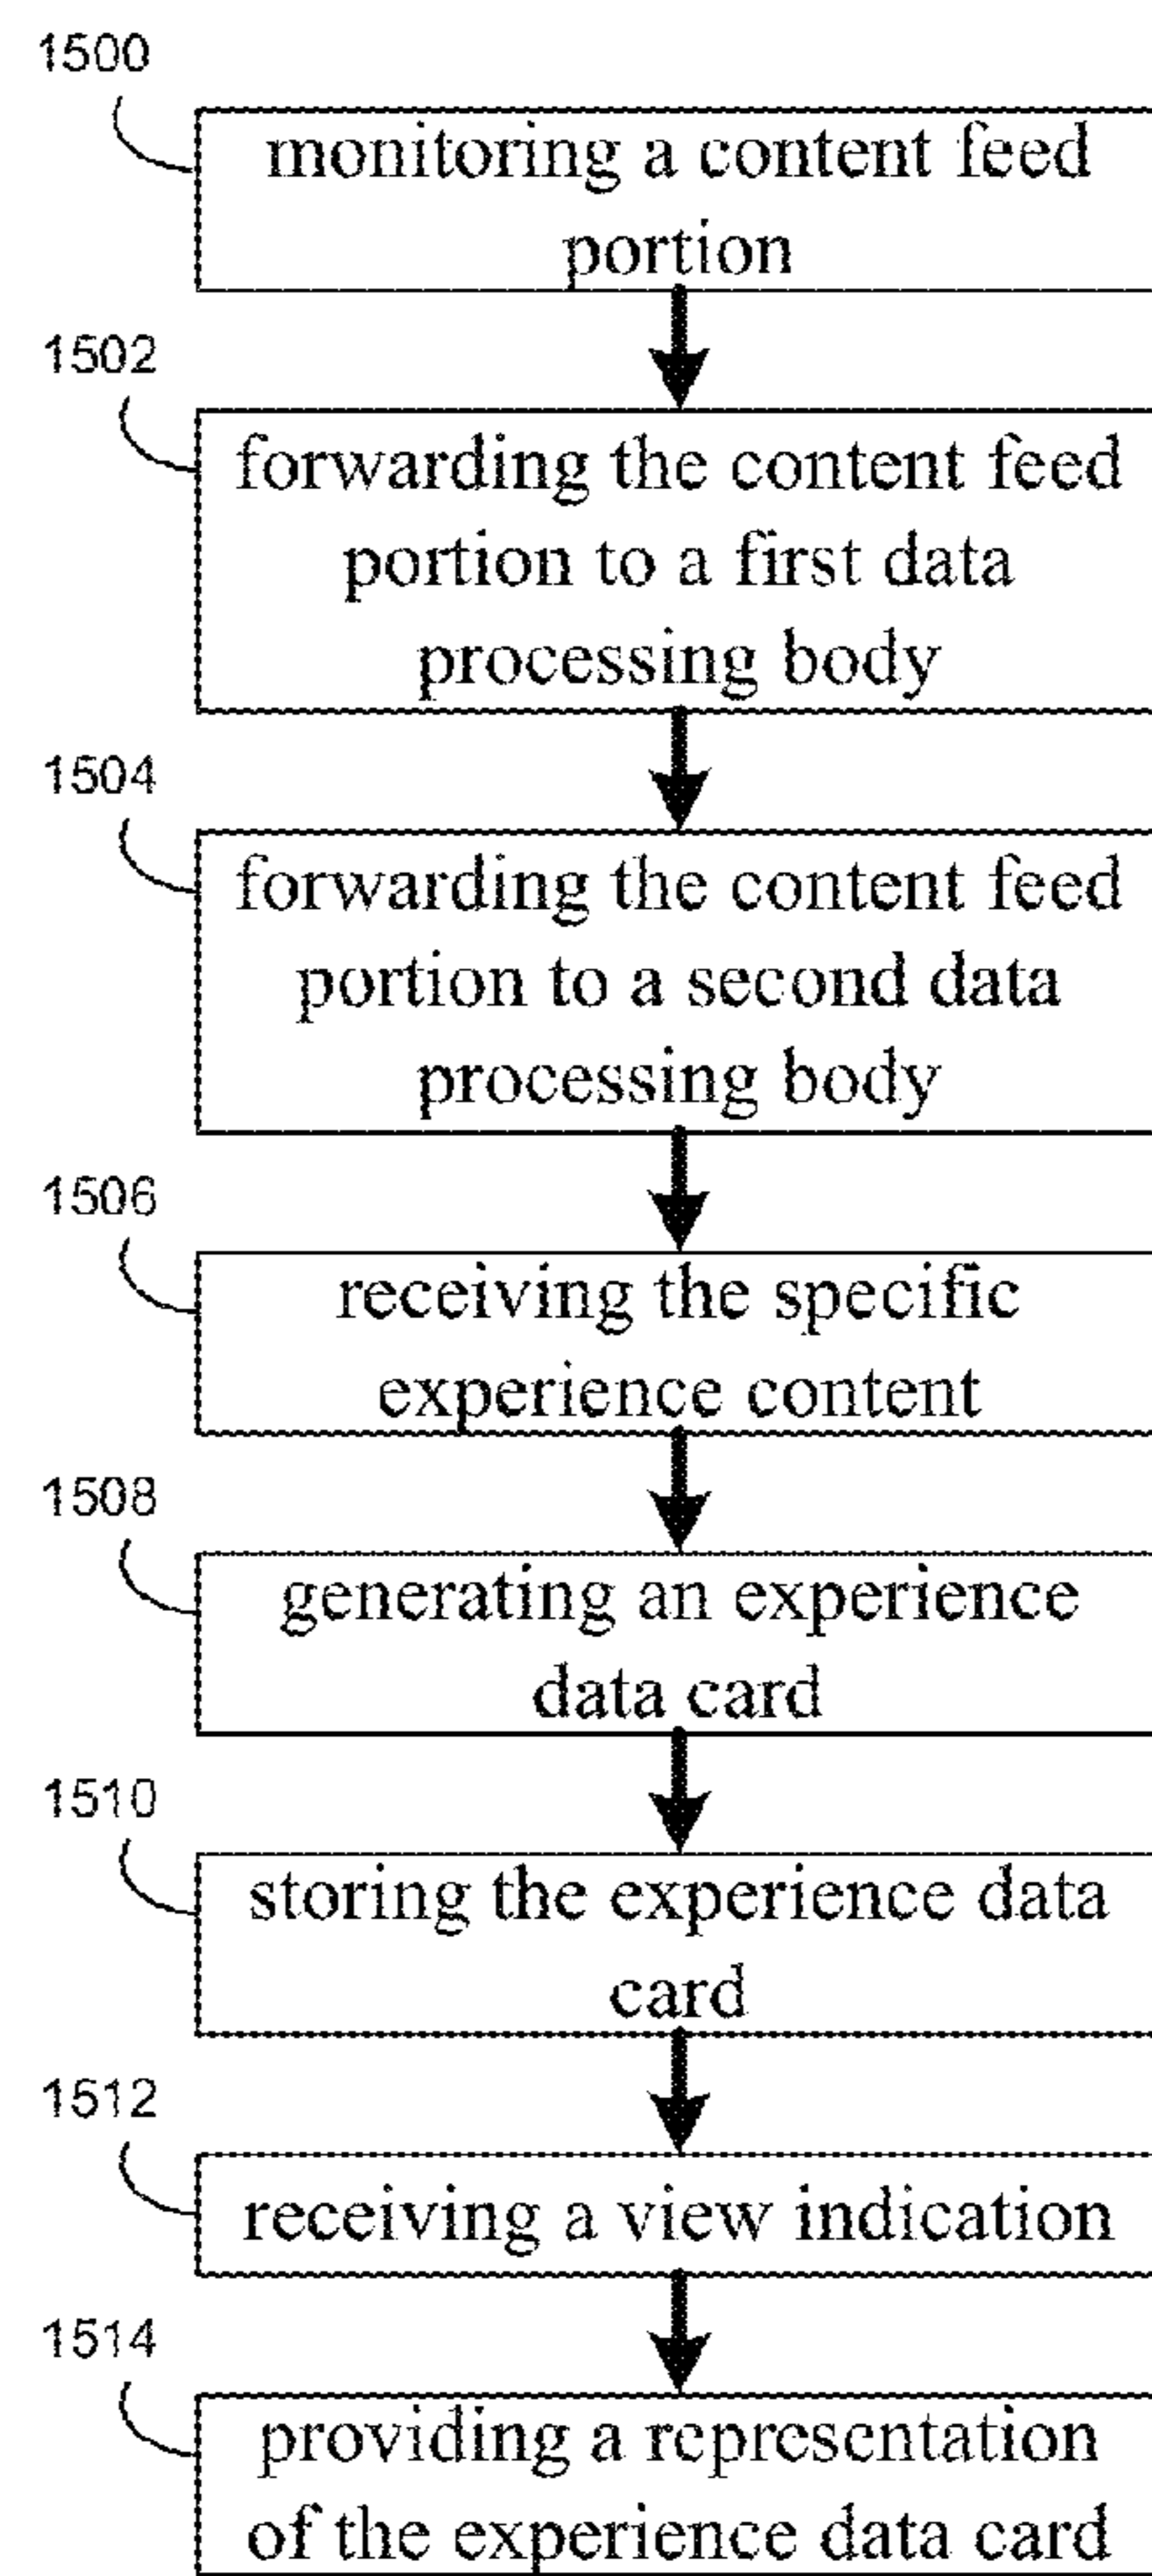 1500
monitoring a content feed
portion
1502
forwarding the content feed
portion to a first data
processing body
1504
forwarding the content feed
portion to a second data
processing body
1506
receiving the specific
experience content
1508
generating an experience
data card
1510
storing the experience data
card
1512
receiving a view indication
1514
providing a representation
of the experience data card